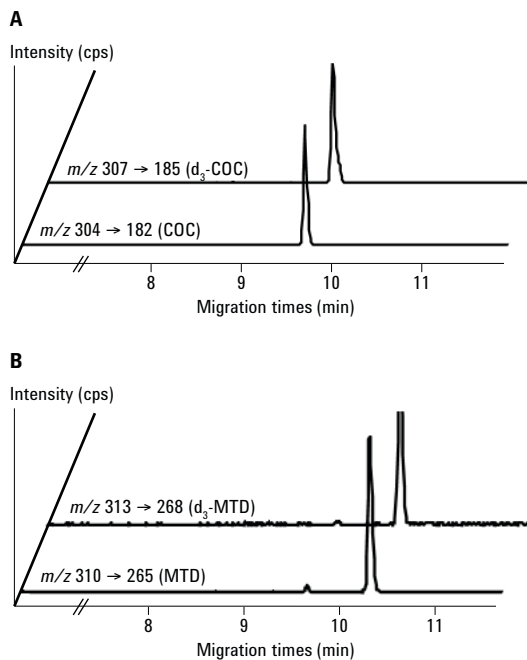 A
Intensity (cps)
m/z 307 → 185 (d₃-COC)
m/z 304 → 182 (COC)
8 9 10 11
Migration times (min)
B
Intensity (cps)
m/z 313 → 268 (d₃-MTD)
m/z 310 → 265 (MTD)
8 9 10 11
Migration times (min)